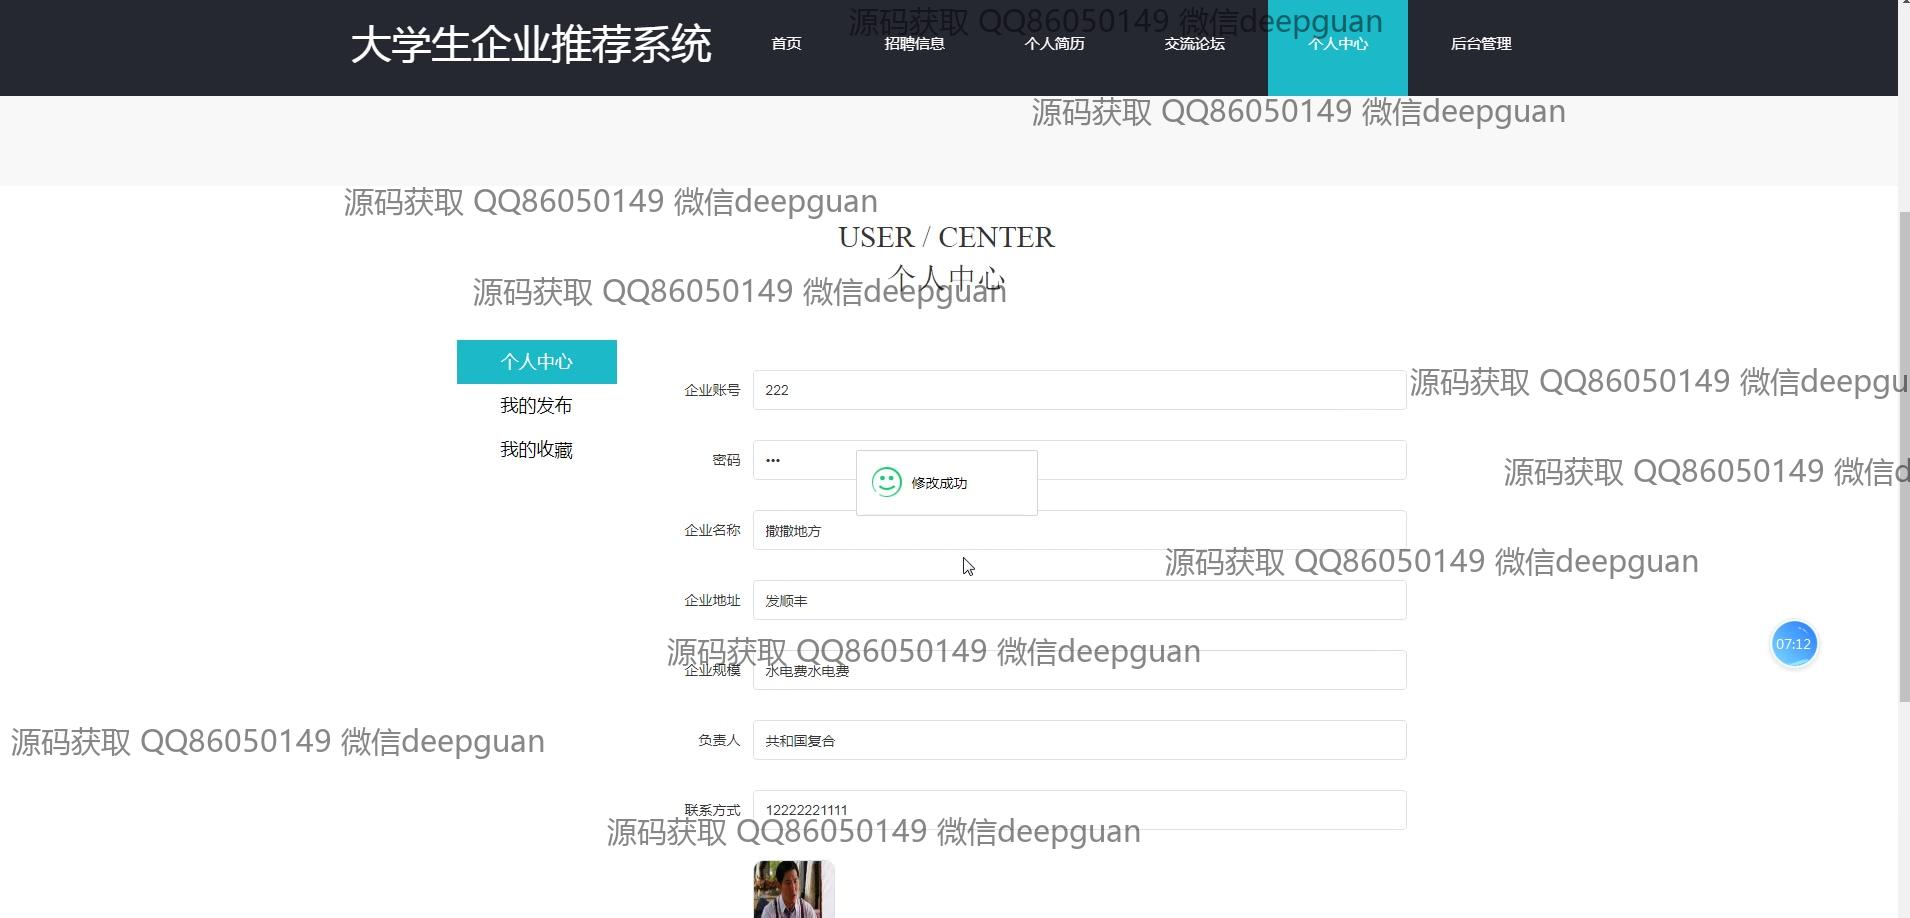 大学生企业推荐系统
首页
招聘信息
个人简历
交流论坛
个人中心
后台管理
源码获取 QQ86050149 微信deepguan
源码获取 QQ86050149 微信deepguan
源码获取 QQ86050149 微信deepguan
USER / CENTER
个人中心
源码获取 QQ86050149 微信deepguan
个人中心
我的发布
我的收藏
企业账号
222
源码获取 QQ86050149 微信deepgu
密码
•••
修改成功
源码获取 QQ86050149 微信d
企业名称
撒撒地方
源码获取 QQ86050149 微信deepguan
企业地址
发顺丰
源码获取 QQ86050149 微信deepguan
企业规模
水电费水电费
07:12
负责人
共和国复合
源码获取 QQ86050149 微信deepguan
联系方式
12222221111
源码获取 QQ86050149 微信deepguan